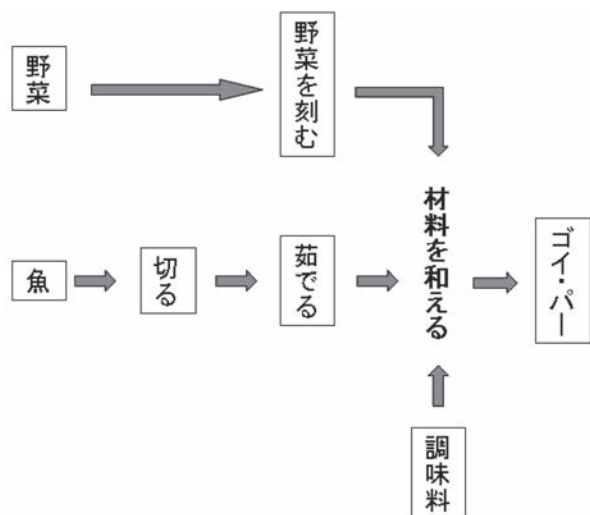 野菜
野菜を刻む
魚
切る
茹でる
材料を和える
ゴイ・パー
調味料